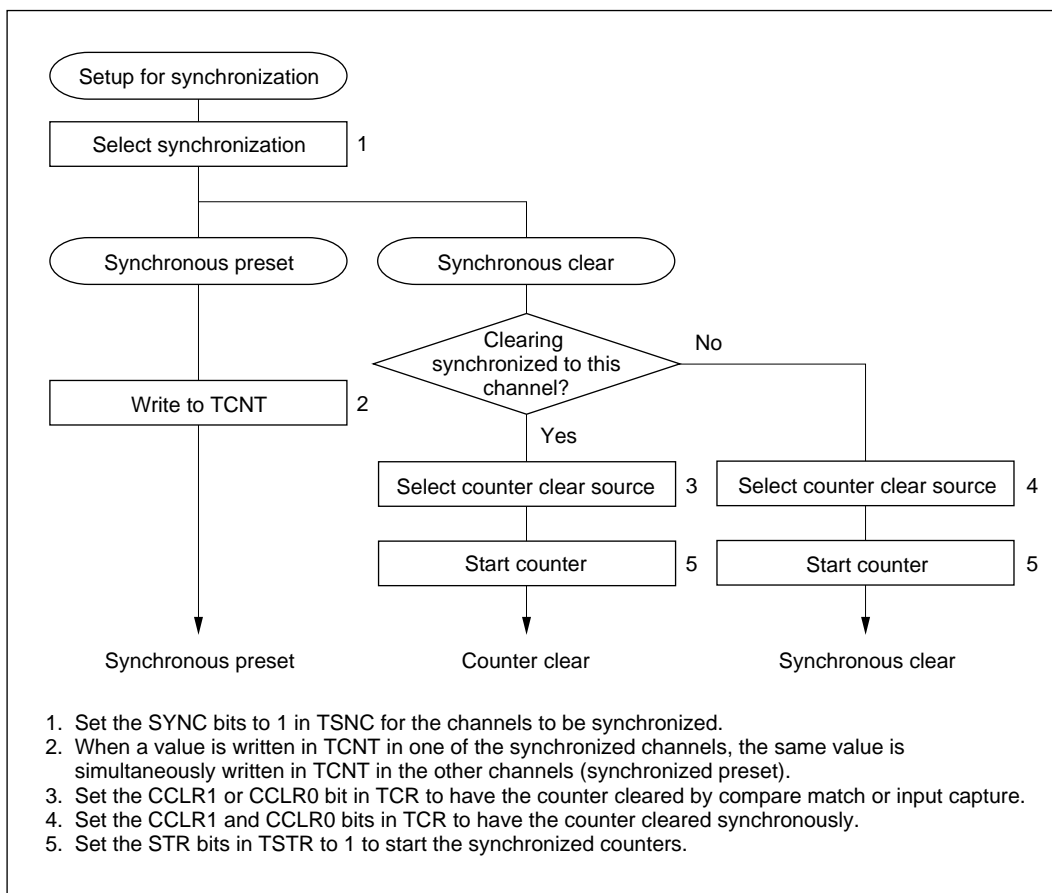 Setup for synchronization
Select synchronization 1
Synchronous preset
Synchronous clear
Clearing
synchronized to this
channel?
No
Write to TCNT 2
Yes
Select counter clear source 3
Select counter clear source 4
Start counter 5
Start counter 5
Synchronous preset
Counter clear
Synchronous clear
1. Set the SYNC bits to 1 in TSNC for the channels to be synchronized.
2. When a value is written in TCNT in one of the synchronized channels, the same value is
simultaneously written in TCNT in the other channels (synchronized preset).
3. Set the CCLR1 or CCLR0 bit in TCR to have the counter cleared by compare match or input capture.
4. Set the CCLR1 and CCLR0 bits in TCR to have the counter cleared synchronously.
5. Set the STR bits in TSTR to 1 to start the synchronized counters.